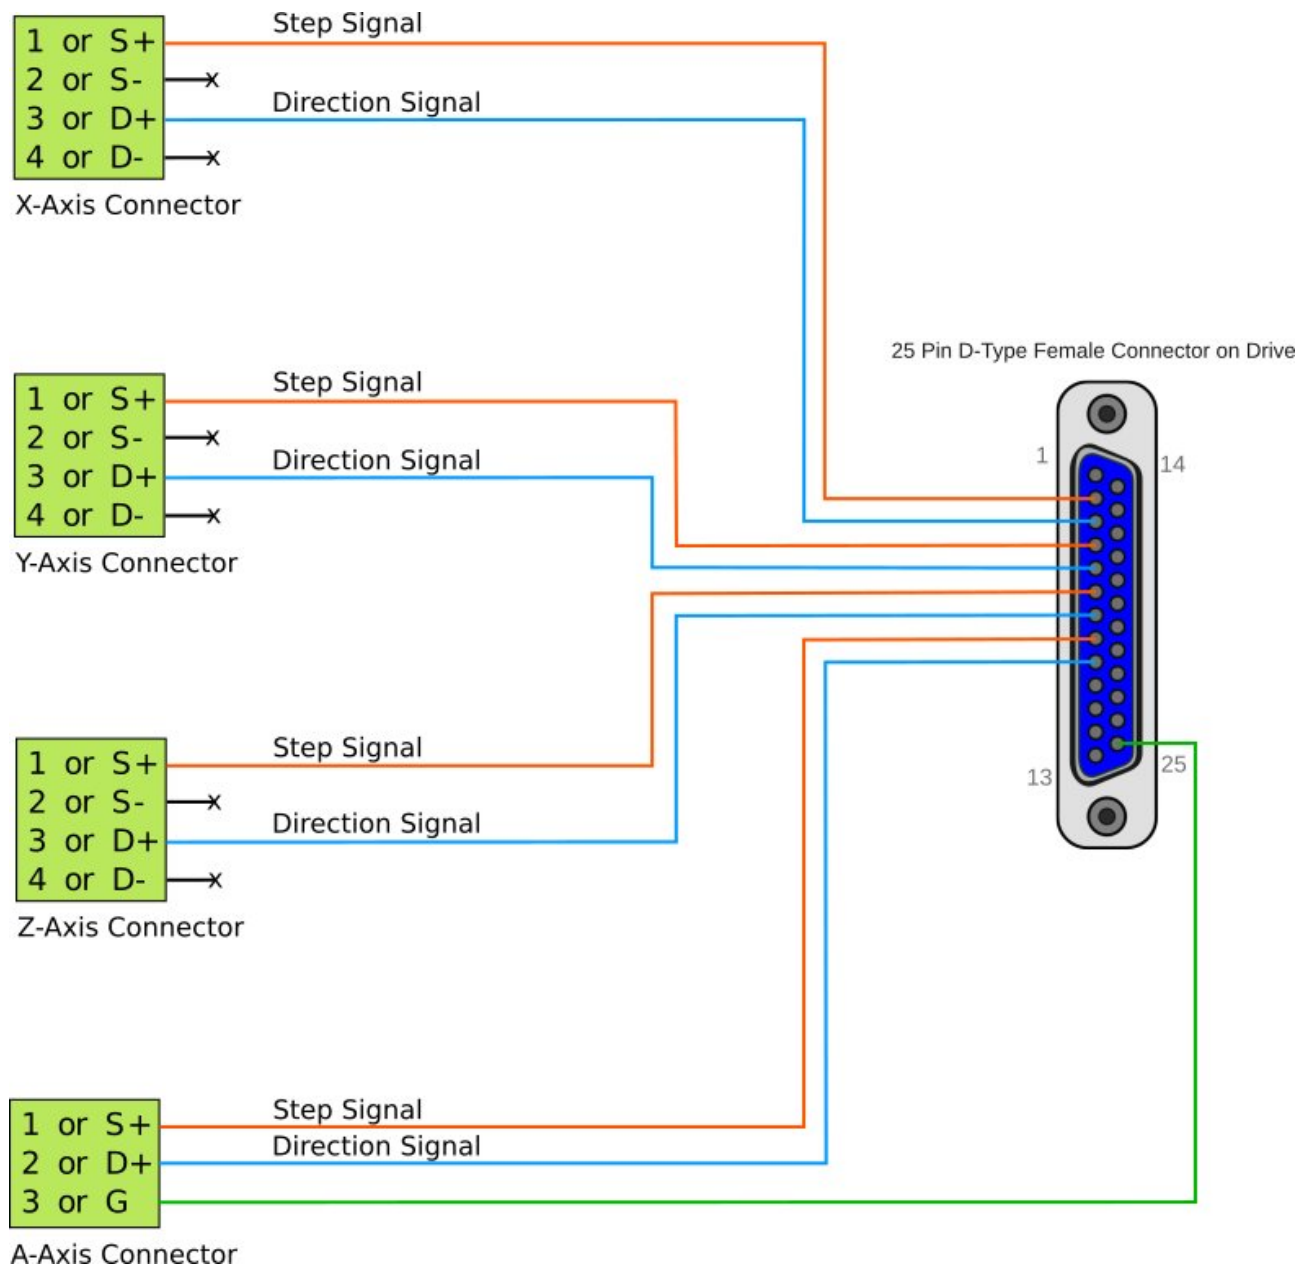 Step Signal
1 or S+
2 or S- x
Direction Signal
3 or D+
4 or D- x
X-Axis Connector
25 Pin D-Type Female Connector on Drive
Step Signal
1 or S+
2 or S- x
Direction Signal
3 or D+
4 or D- x
Y-Axis Connector
1
14
13
25
Step Signal
1 or S+
2 or S- x
Direction Signal
3 or D+
4 or D- x
Z-Axis Connector
Step Signal
1 or S+
Direction Signal
2 or D+
3 or G
A-Axis Connector